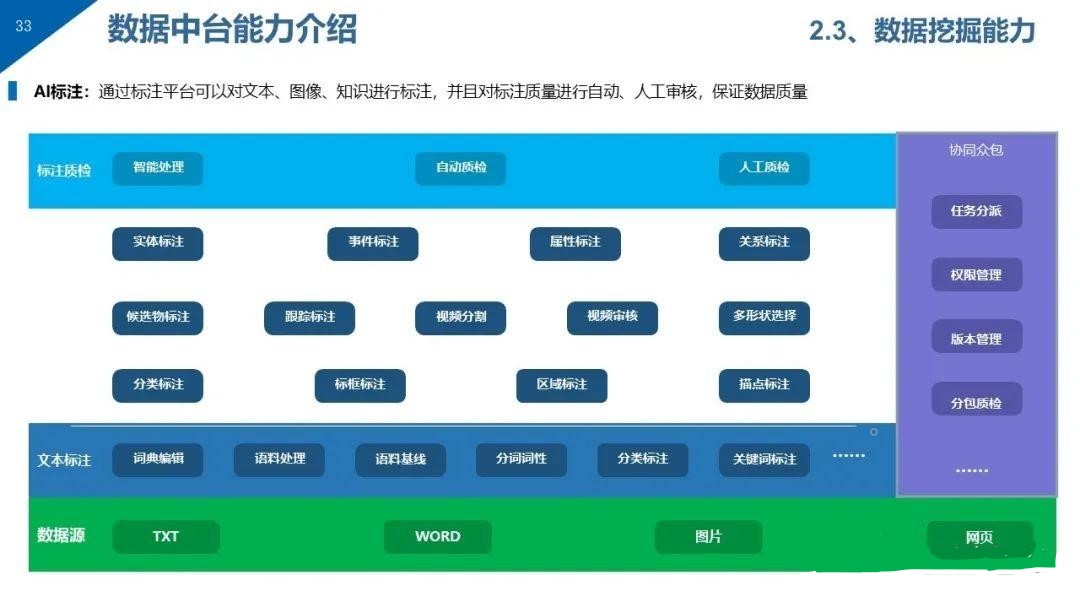 33
数据中台能力介绍
2.3、数据挖掘能力
AI标注：通过标注平台可以对文本、图像、知识进行标注，并且对标注质量进行自动、人工审核，保证数据质量
标注质检 智能处理 自动质检 人工质检
实体标注 事件标注 属性标注 关系标注
候选物标注 跟踪标注 视频分割 视频审核 多形状选择
分类标注 标框标注 区域标注 描点标注
文本标注 词典编辑 语料处理 语料基线 分词词性 分类标注 关键词标注 ……
协同众包
任务分派
权限管理
版本管理
分包质检
……
数据源 TXT WORD 图片 网页